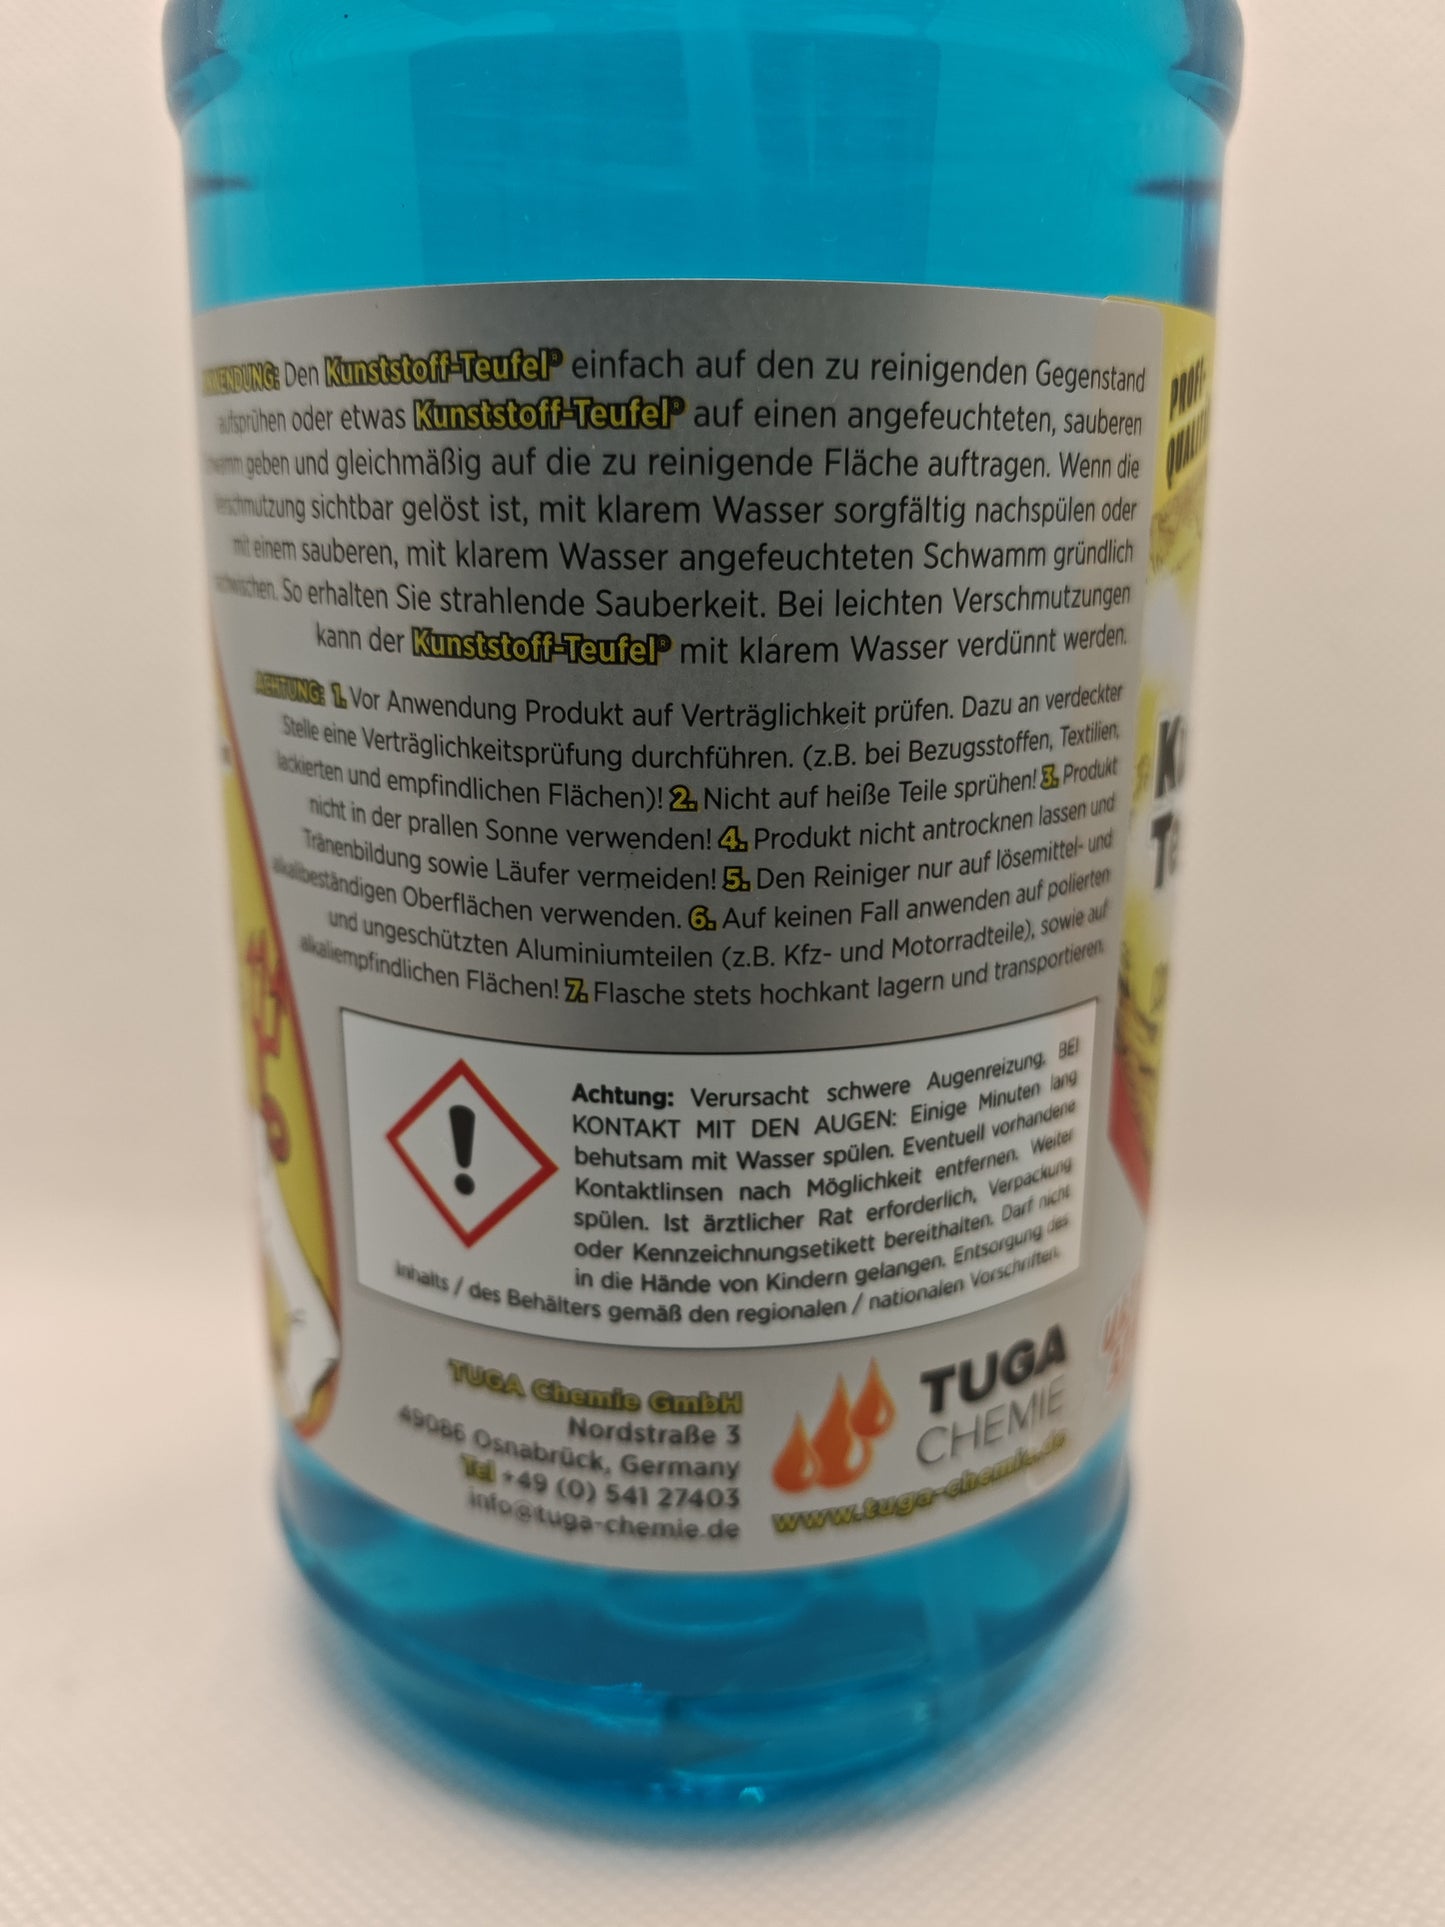 ANWENDUNG: Den Kunststoff-Teufel® einfach auf den zu reinigenden Gegenstand
aufsprühen oder etwas Kunststoff-Teufel® auf einen angefeuchteten, sauberen
Schwamm geben und gleichmäßig auf die zu reinigende Fläche auftragen. Wenn die
Verschmutzung sichtbar gelöst ist, mit klarem Wasser sorgfältig nachspülen oder
mit einem sauberen, mit klarem Wasser angefeuchteten Schwamm gründlich
So erhalten Sie strahlende Sauberkeit. Bei leichten Verschmutzungen
kann der Kunststoff-Teufel® mit klarem Wasser verdünnt werden.
ACHTUNG: 1. Vor Anwendung Produkt auf Verträglichkeit prüfen. Dazu an verdeckter
Stelle eine Verträglichkeitsprüfung durchführen. (z.B. bei Bezugsstoffen, Textilien,
lackierten und empfindlichen Flächen)! 2. Nicht auf heiße Teile sprühen! 3. Produkt
nicht in der prallen Sonne verwenden! 4. Produkt nicht antrocknen lassen und
Tränenbildung sowie Läufer vermeiden! 5. Den Reiniger nur auf lösemittel- und
alkalibeständigen Oberflächen verwenden. 6. Auf keinen Fall anwenden auf polierten
und ungeschützten Aluminiumteilen (z.B. Kfz- und Motorradteile), sowie auf
alkaliempfindlichen Flächen! 7. Flasche stets hochkant lagern und transportieren.
Achtung: Verursacht schwere Augenreizung. BEI
KONTAKT MIT DEN AUGEN: Einige Minuten lang
behutsam mit Wasser spülen. Eventuell vorhandene
Kontaktlinsen nach Möglichkeit entfernen. Weiter
spülen. Ist ärztlicher Rat erforderlich, Verpackung
oder Kennzeichnungsetikett bereithalten. Darf nicht
in die Hände von Kindern gelangen. Entsorgung des
Inhalts / des Behälters gemäß den regionalen / nationalen Vorschriften.
TUGA Chemie GmbH
Nordstraße 3
49086 Osnabrück, Germany
Tel +49 (0) 541 27403
info@tuga-chemie.de
TUGA
CHEMIE
www.tuga-chemie.de
PROFI-